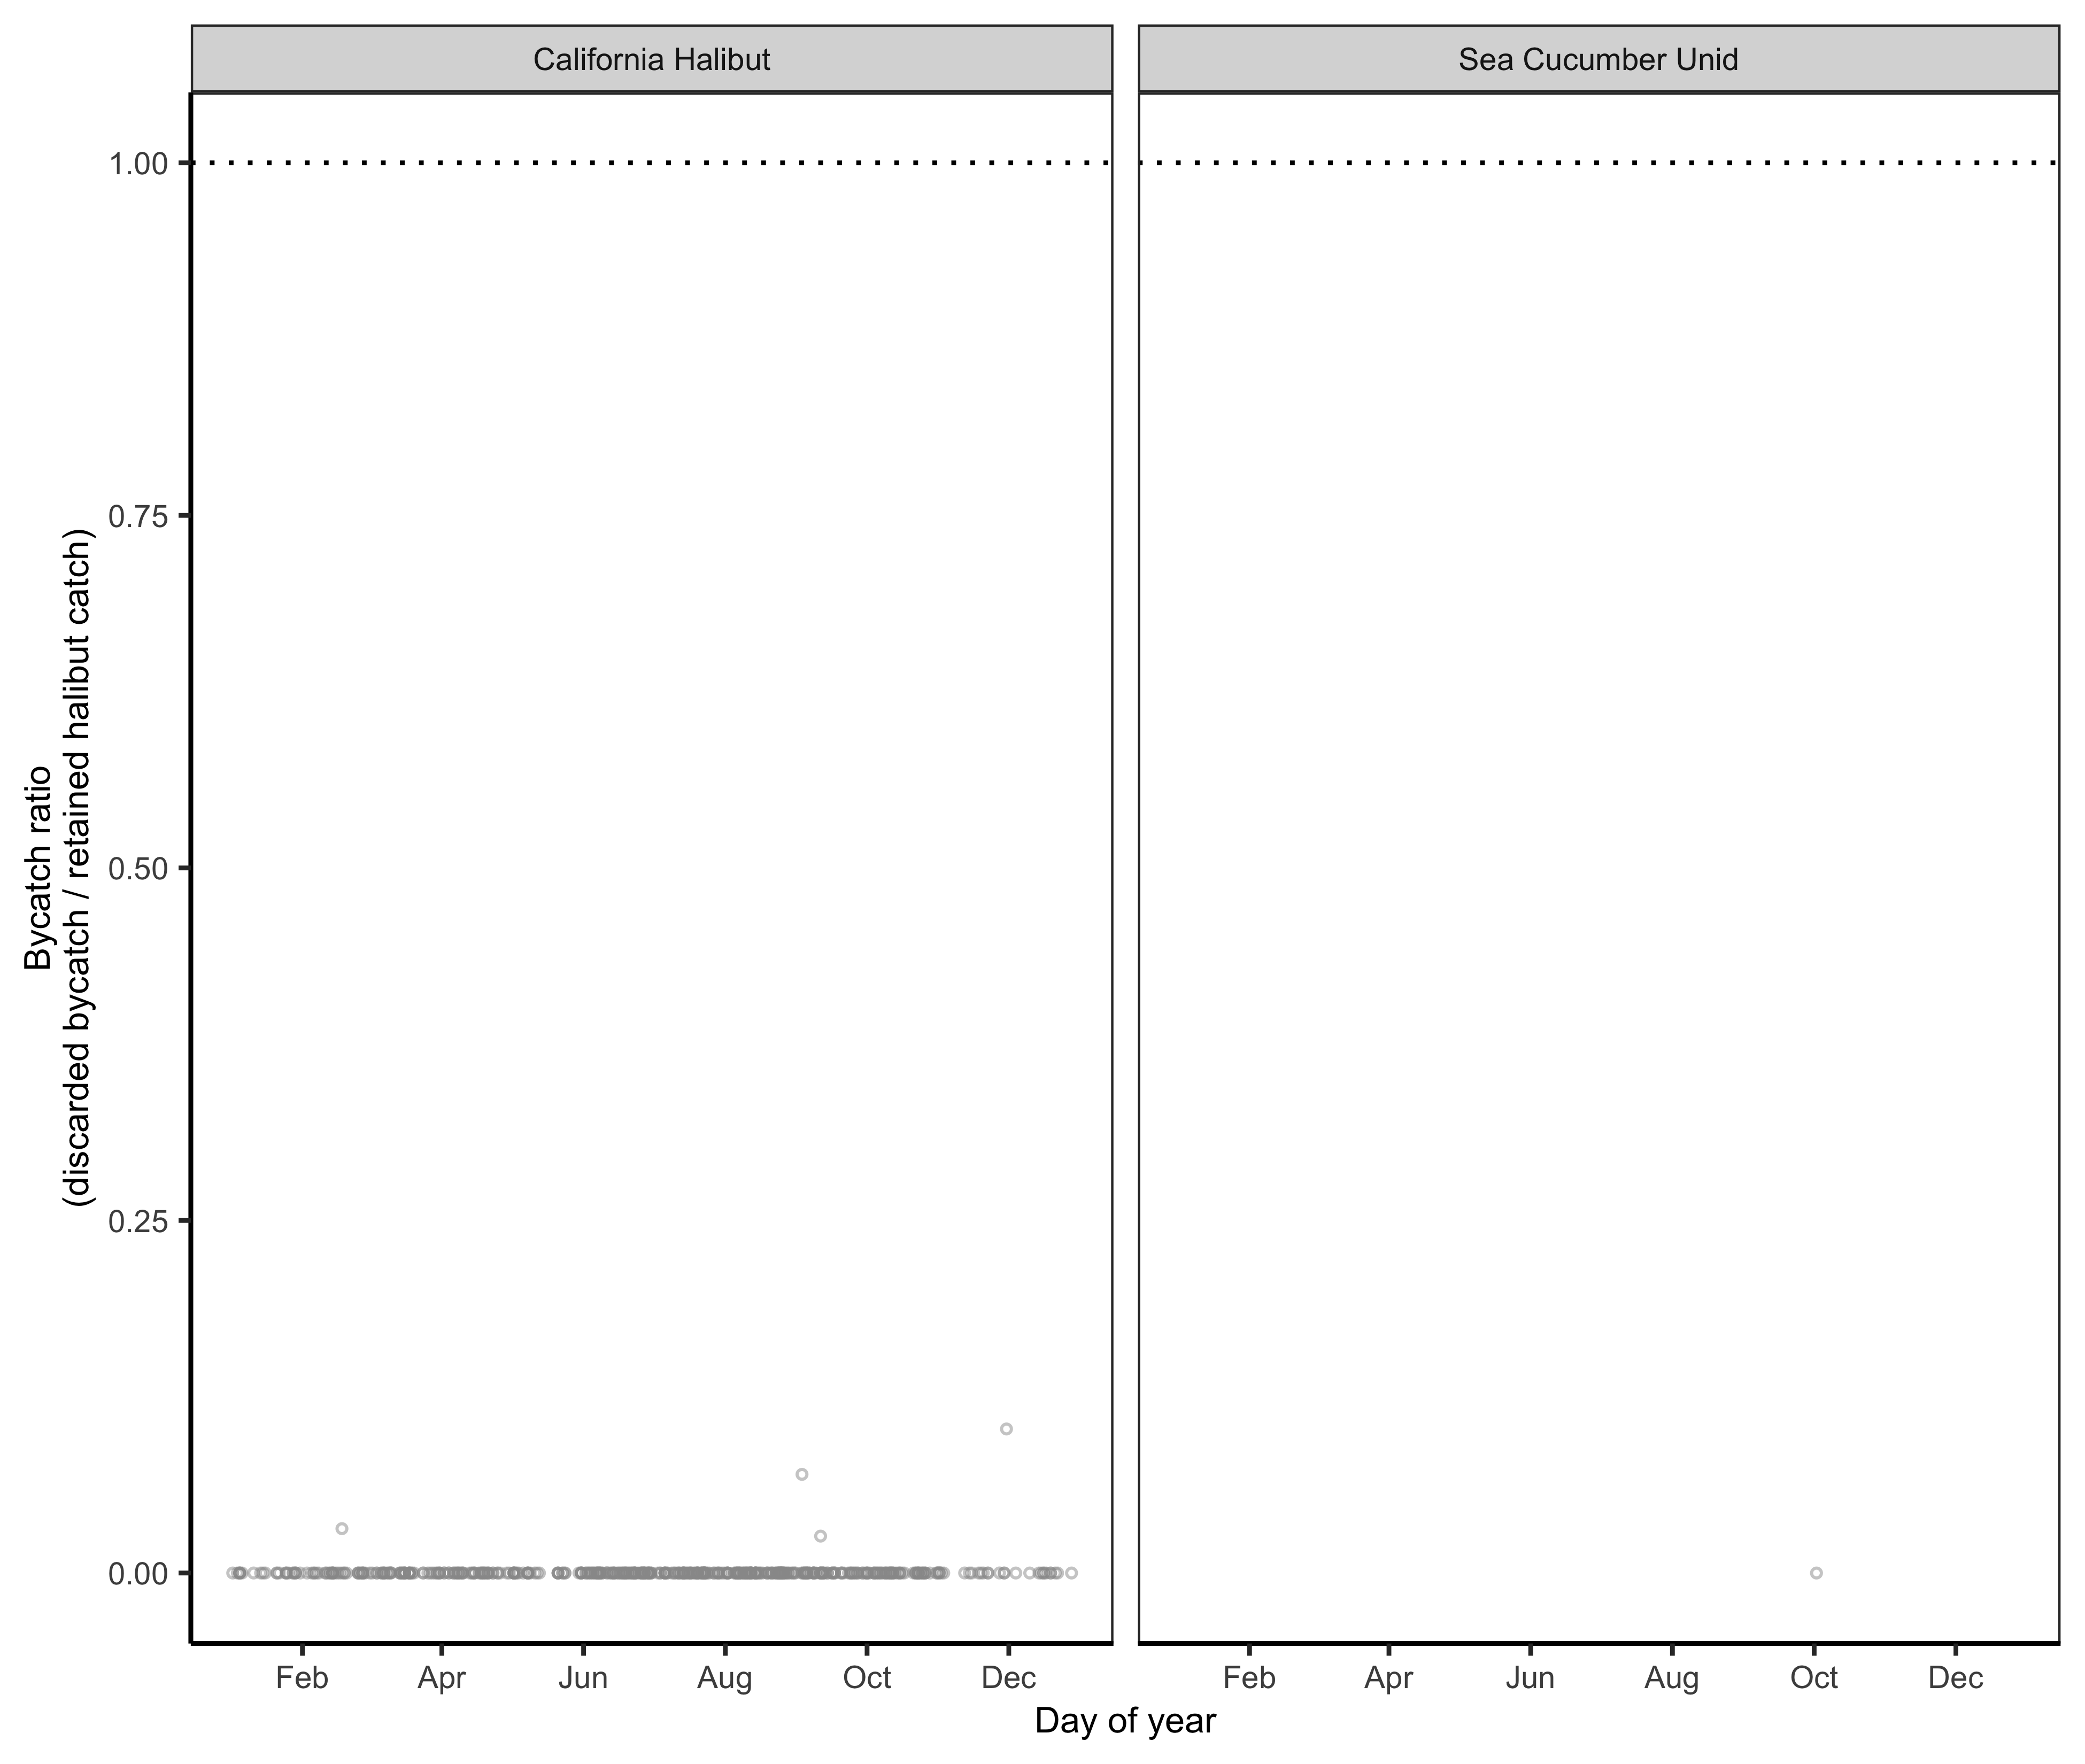 California Halibut
Sea Cucumber Unid
1.00
0.75
0.50
0.25
0.00
Bycatch ratio
(discarded bycatch / retained halibut catch)
Feb Apr Jun Aug Oct Dec
Feb Apr Jun Aug Oct Dec
Day of year